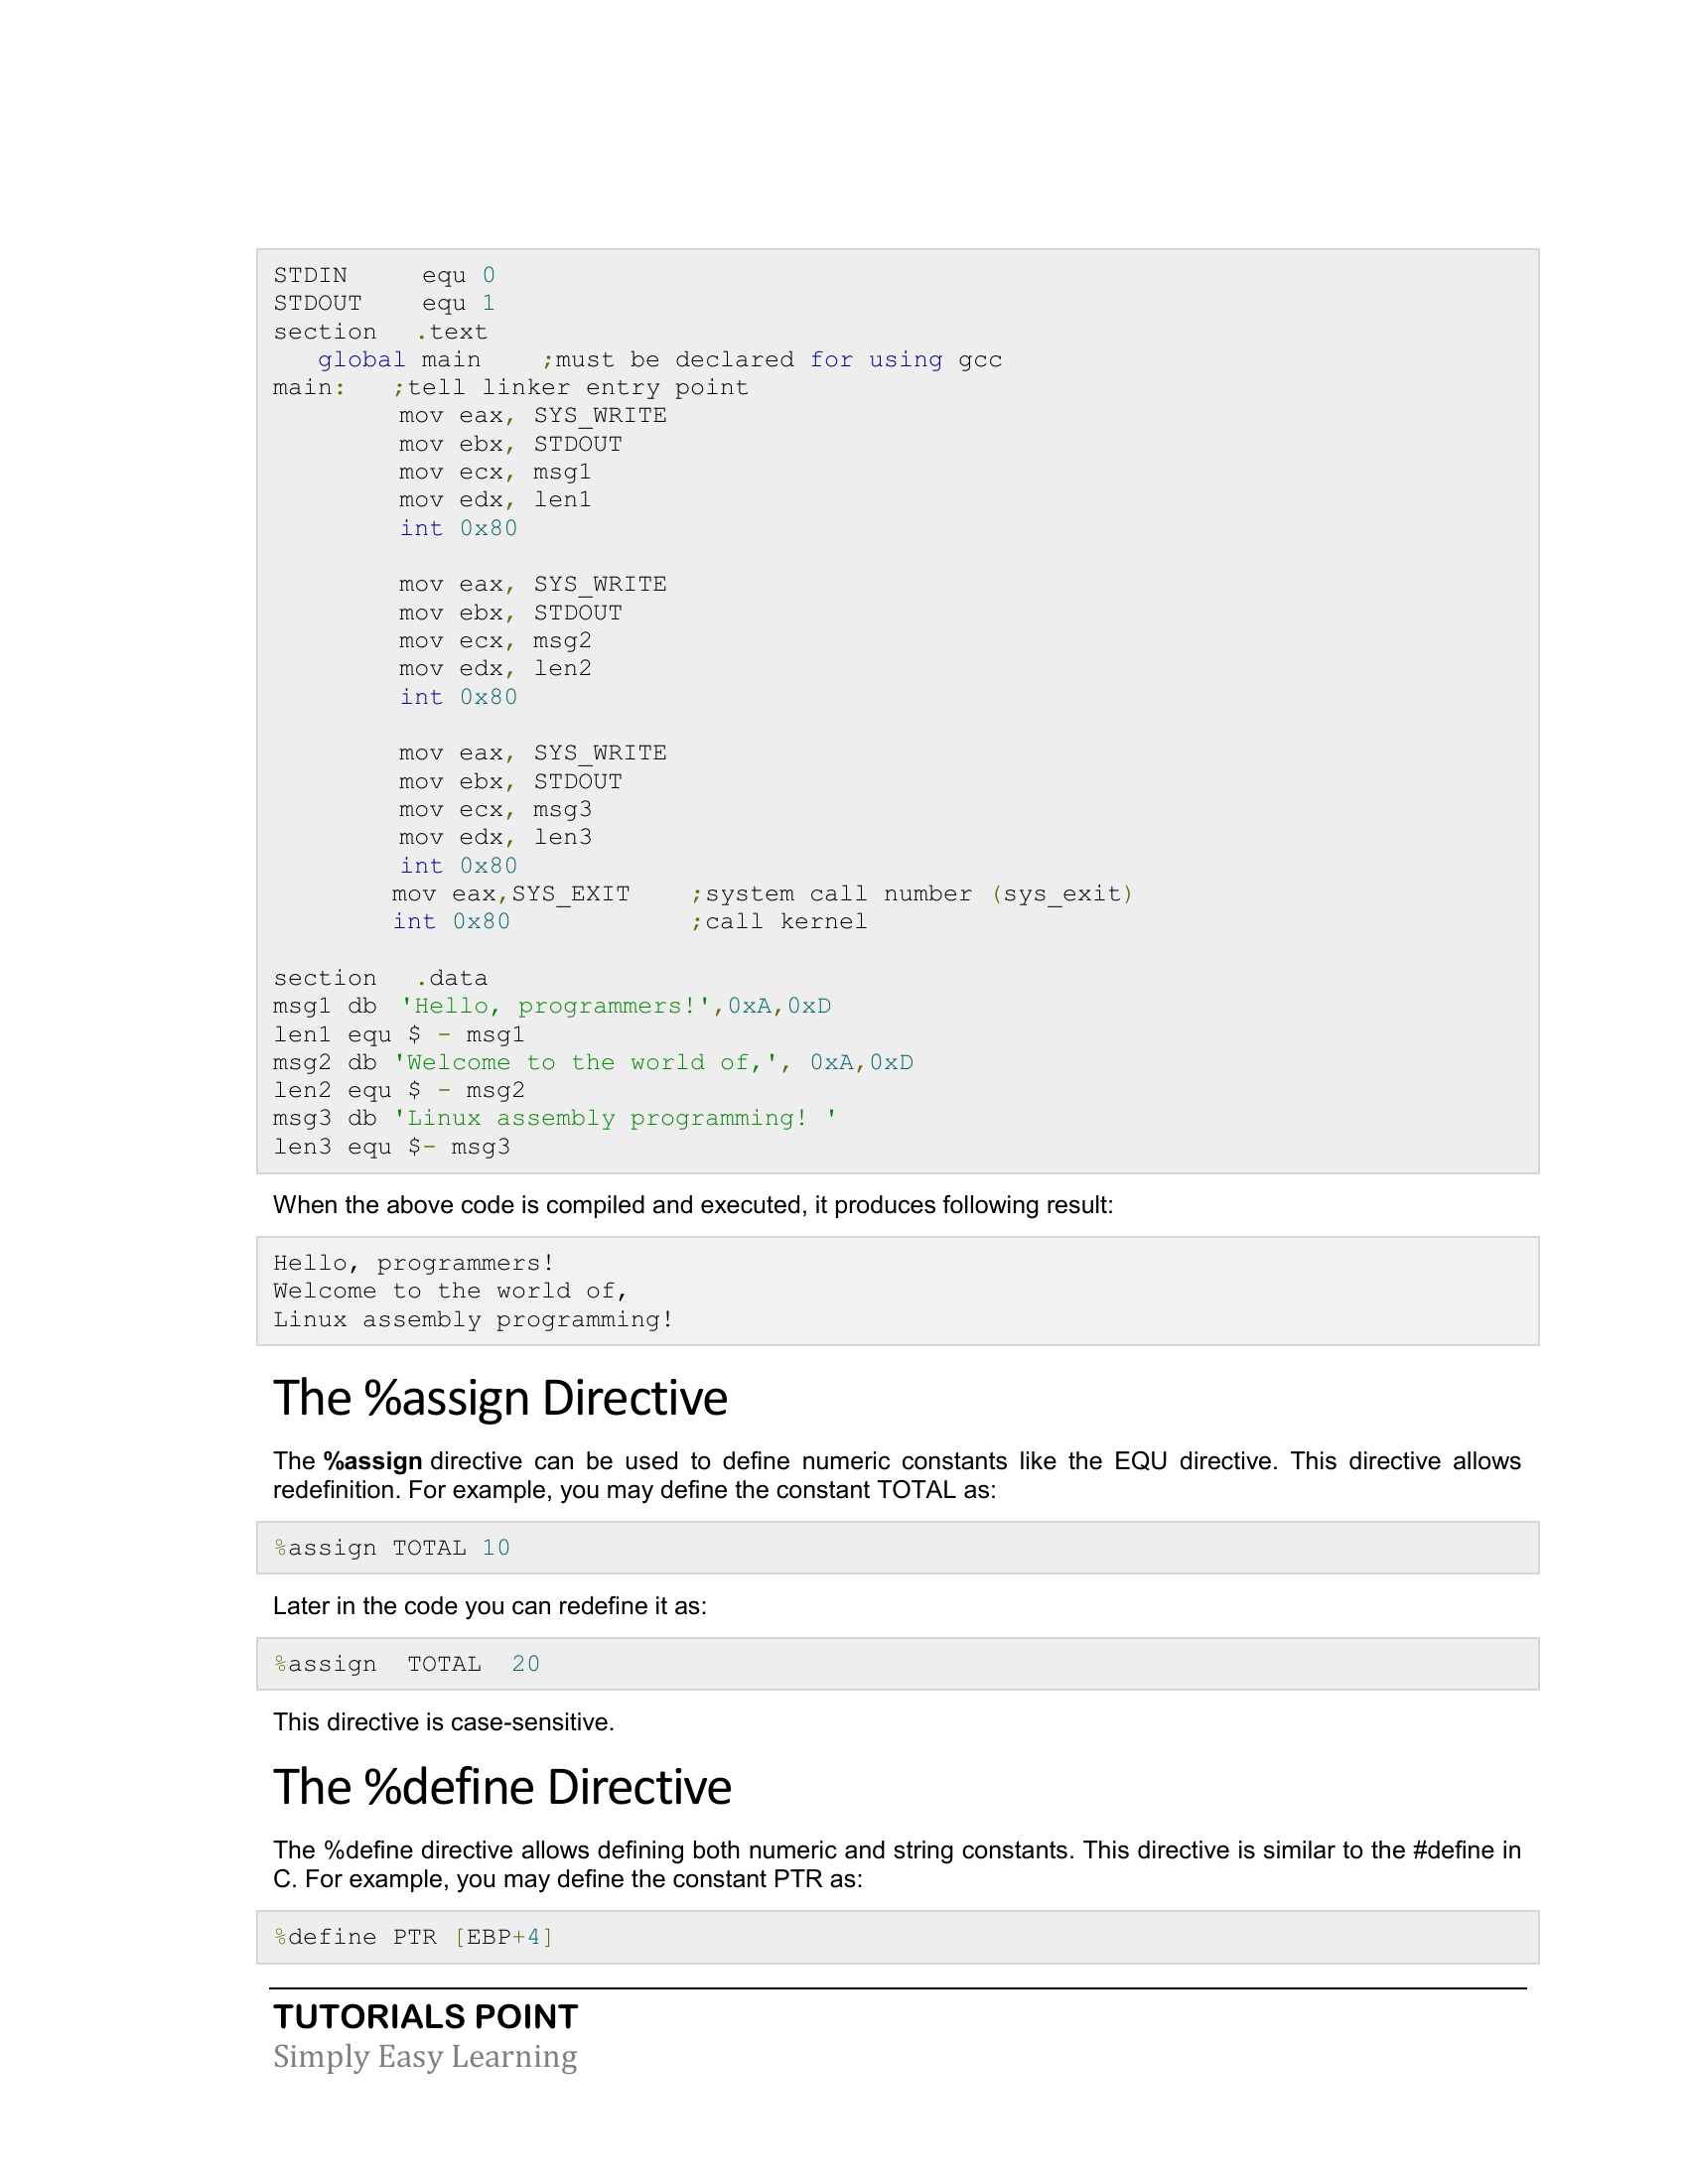 STDIN     equ 0
STDOUT    equ 1
section   .text
   global main    ;must be declared for using gcc
main:   ;tell linker entry point
        mov eax, SYS_WRITE
        mov ebx, STDOUT
        mov ecx, msg1
        mov edx, len1
        int 0x80
        mov eax, SYS_WRITE
        mov ebx, STDOUT
        mov ecx, msg2
        mov edx, len2
        int 0x80
        mov eax, SYS_WRITE
        mov ebx, STDOUT
        mov ecx, msg3
        mov edx, len3
        int 0x80
        mov eax,SYS_EXIT    ;system call number (sys_exit)
        int 0x80            ;call kernel
section   .data
msg1 db  'Hello, programmers!',0xA,0xD
len1 equ $ - msg1
msg2 db 'Welcome to the world of,', 0xA,0xD
len2 equ $ - msg2
msg3 db 'Linux assembly programming! '
len3 equ $- msg3
When the above code is compiled and executed, it produces following result:
Hello, programmers!
Welcome to the world of,
Linux assembly programming!
The %assign Directive
The %assign directive can be used to define numeric constants like the EQU directive. This directive allows
redefinition. For example, you may define the constant TOTAL as:
%assign TOTAL 10
Later in the code you can redefine it as:
%assign  TOTAL  20
This directive is case-sensitive.
The %define Directive
The %define directive allows defining both numeric and string constants. This directive is similar to the #define in
C. For example, you may define the constant PTR as:
%define PTR [EBP+4]
TUTORIALS POINT
Simply Easy Learning